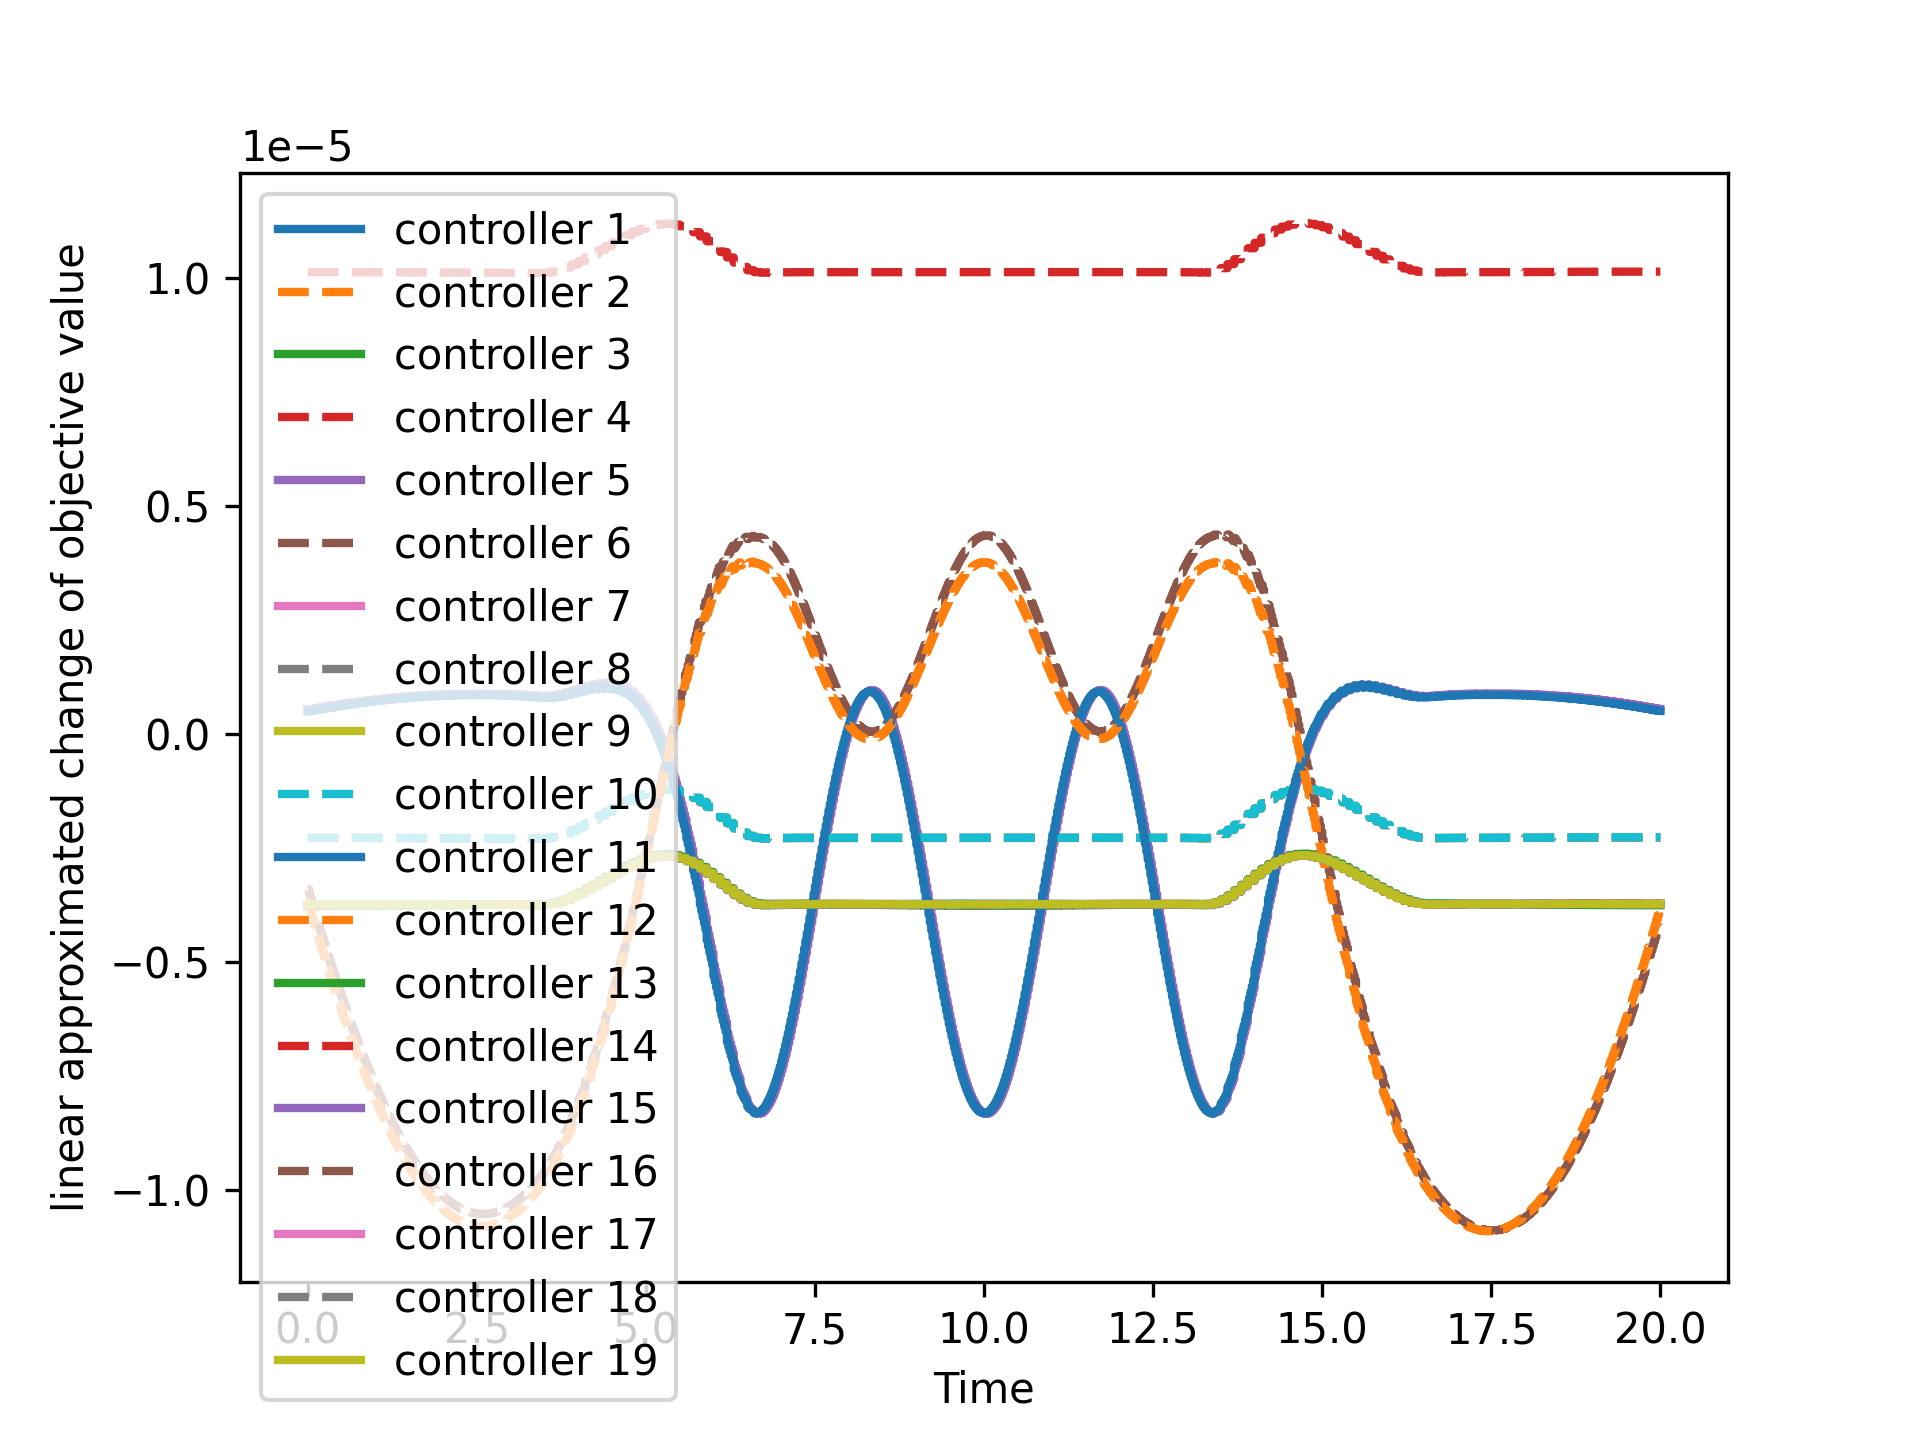 1e−5
linear approximated change of objective value
1.0
0.5
0.0
−0.5
−1.0
controller 1
controller 2
controller 3
controller 4
controller 5
controller 6
controller 7
controller 8
controller 9
controller 10
controller 11
controller 12
controller 13
controller 14
controller 15
controller 16
controller 17
controller 18
controller 19
0.0 2.5 5.0 7.5 10.0 12.5 15.0 17.5 20.0
Time